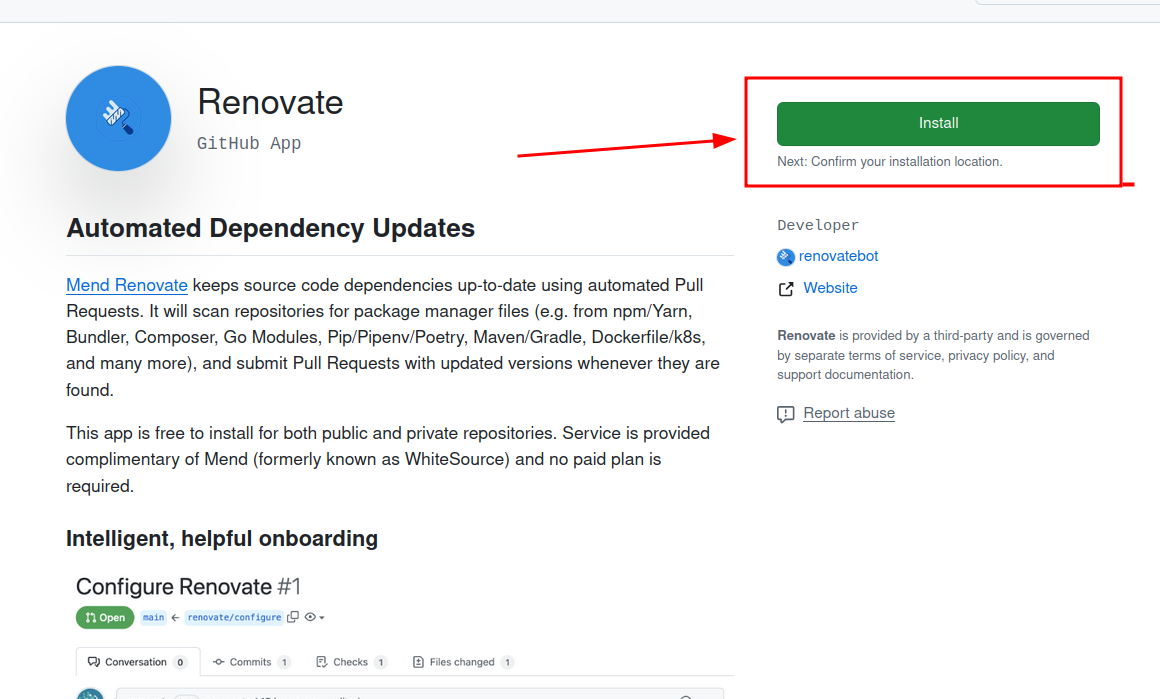 Renovate
GitHub App
Install
Next: Confirm your installation location.
Automated Dependency Updates
Mend Renovate keeps source code dependencies up-to-date using automated Pull
Requests. It will scan repositories for package manager files (e.g. from npm/Yarn,
Bundler, Composer, Go Modules, Pip/Pipenv/Poetry, Maven/Gradle, Dockerfile/k8s,
and many more), and submit Pull Requests with updated versions whenever they are
found.
This app is free to install for both public and private repositories. Service is provided
complimentary of Mend (formerly known as WhiteSource) and no paid plan is
required.
Developer
renovatebot
Website
Renovate is provided by a third-party and is governed
by separate terms of service, privacy policy, and
support documentation.
Report abuse
Intelligent, helpful onboarding
Configure Renovate #1
Open main ← renovate/configure
Conversation 0 Commits 1 Checks 1 Files changed 1